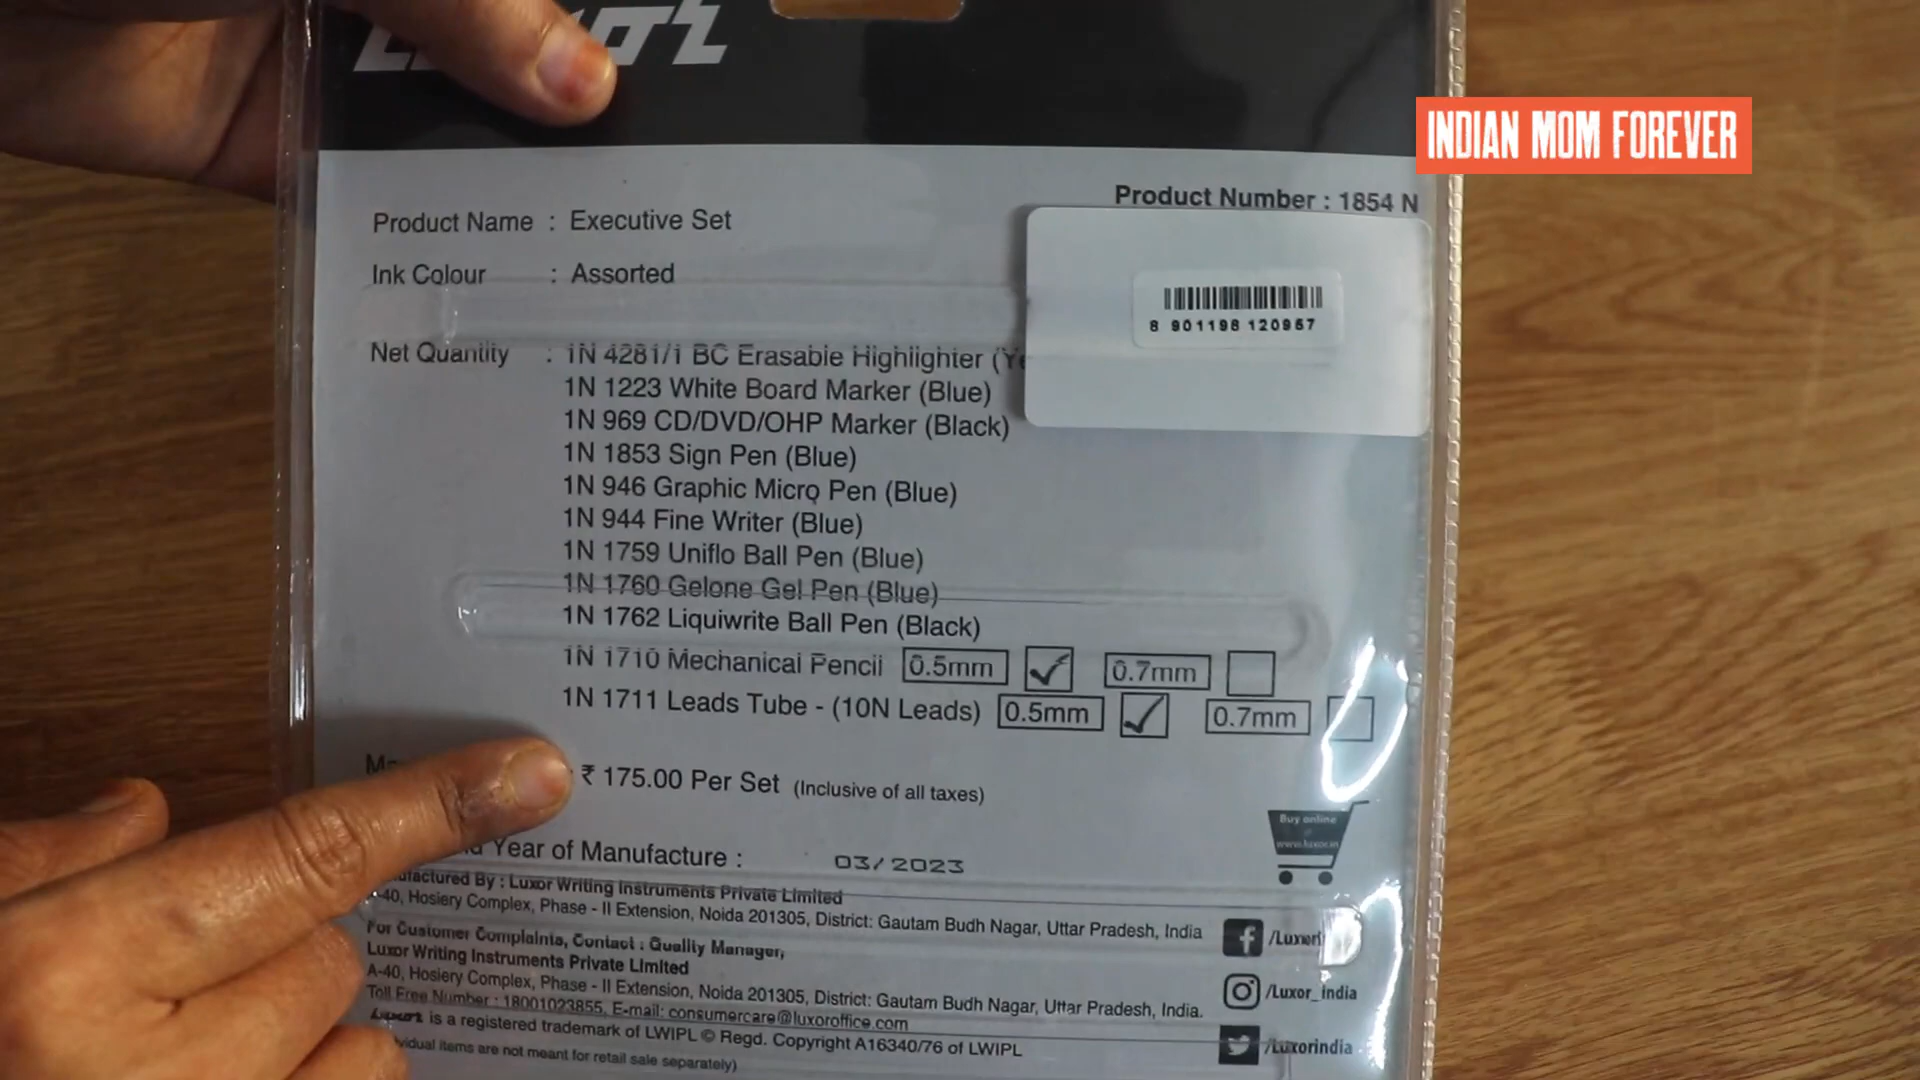 INDIAN MOM FOREVER
Product Number : 1854 N
Product Name : Executive Set
Ink Colour : Assorted
8 901198 120957
Net Quantity : 1N 4281/1 BC Erasable Highlighter
1N 1223 White Board Marker (Blue)
1N 969 CD/DVD/OHP Marker (Black)
1N 1853 Sign Pen (Blue)
1N 946 Graphic Micro Pen (Blue)
1N 944 Fine Writer (Blue)
1N 1759 Uniflo Ball Pen (Blue)
1N 1760 Gelone Gel Pen (Blue)
1N 1762 Liquiwrite Ball Pen (Black)
1N 1710 Mechanical Pencil 0.5mm 0.7mm
1N 1711 Leads Tube - (10N Leads) 0.5mm 0.7mm
: ₹ 175.00 Per Set (Inclusive of all taxes)
Year of Manufacture : 03/2023
Buy online
@
www.luxor.in
By : Luxor Writing Instruments Private Limited
A-40, Hosiery Complex, Phase - II Extension, Noida 201305, District: Gautam Budh Nagar, Uttar Pradesh, India
For Customer Complaints, Contact : Quality Manager,
Luxor Writing Instruments Private Limited
A-40, Hosiery Complex, Phase - II Extension, Noida 201305, District: Gautam Budh Nagar, Uttar Pradesh, India.
Toll Free Number : 18001023855, E-mail: consumercare@luxoroffice.com
Luxor is a registered trademark of LWIPL © Regd. Copyright A16340/76 of LWIPL
items are not meant for retail sale separately)
/Luxor_india
/Luxorindia